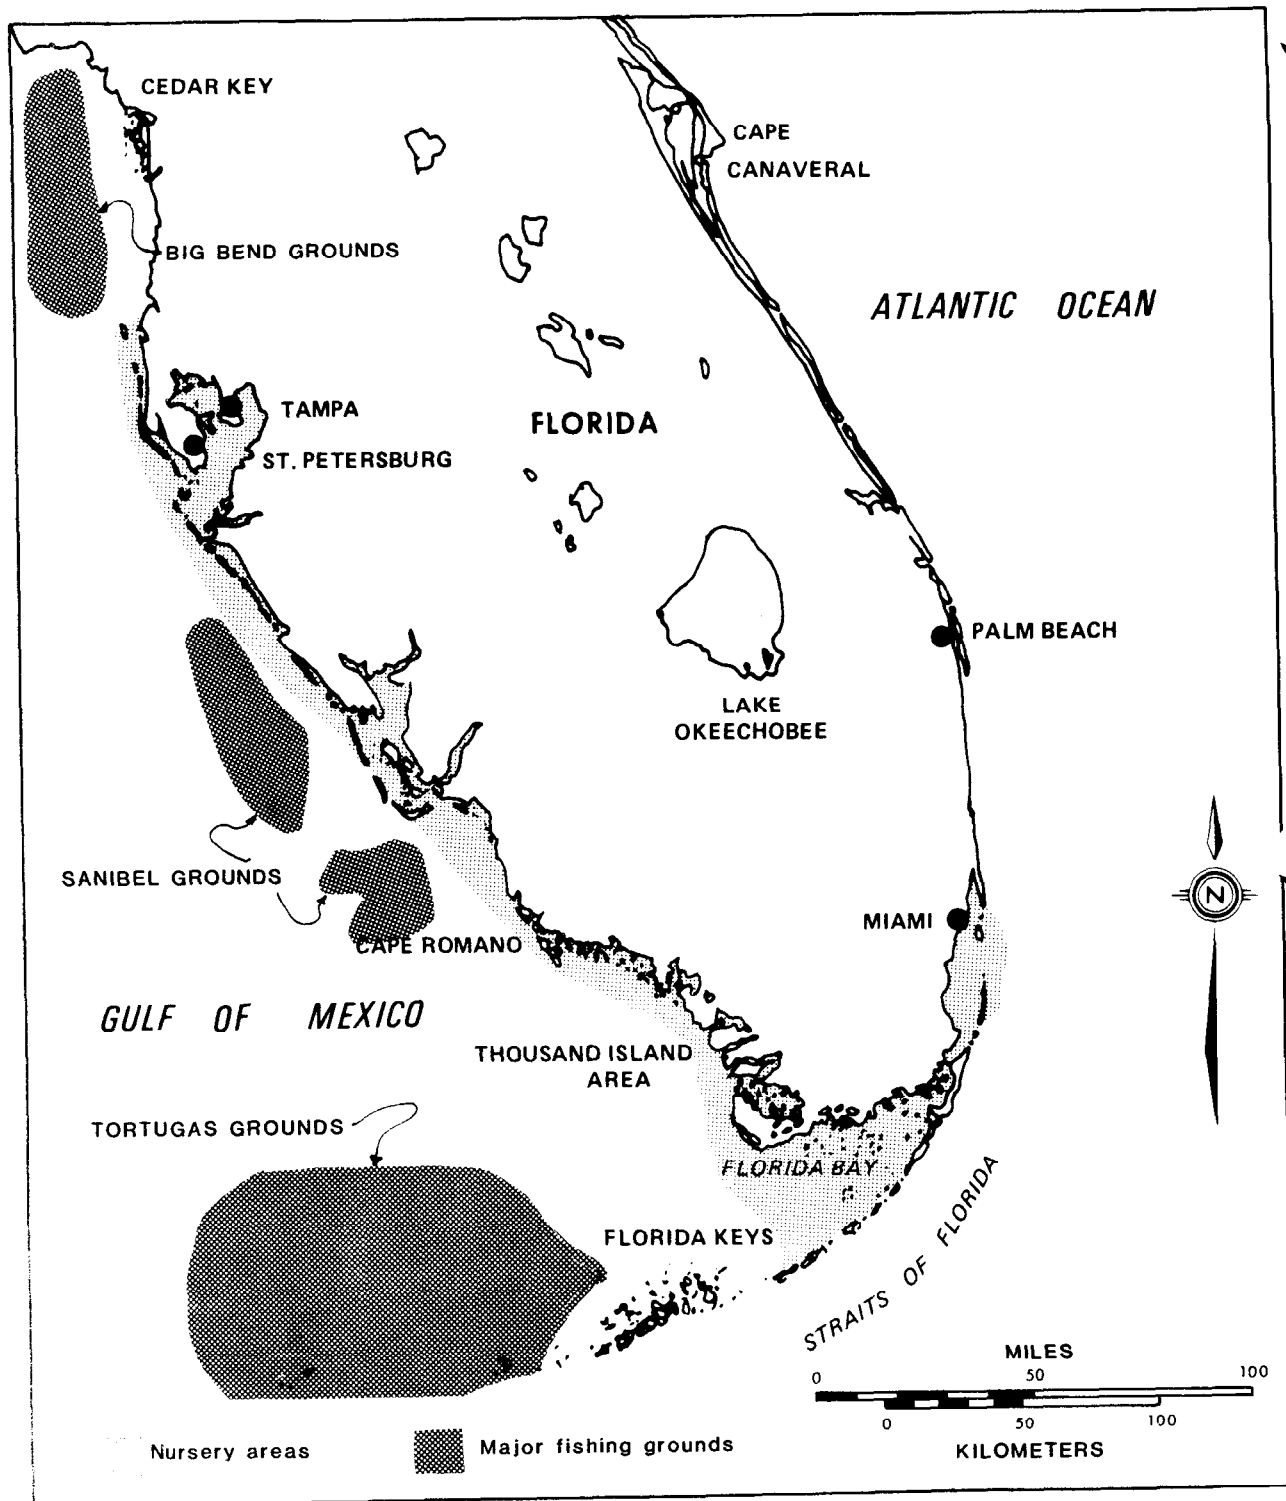 CEDAR KEY
CAPE
CANAVERAL
BIG BEND GROUNDS
ATLANTIC OCEAN
TAMPA
FLORIDA
ST. PETERSBURG
PALM BEACH
LAKE
OKEECHOBEE
SANIBEL GROUNDS
MIAMI
N
CAPE ROMANO
GULF OF MEXICO
THOUSAND ISLAND
AREA
TORTUGAS GROUNDS
FLORIDA BAY
FLORIDA KEYS
STRAITS OF FLORIDA
MILES
0 50 100
0 50 100
KILOMETERS
Nursery areas
Major fishing grounds